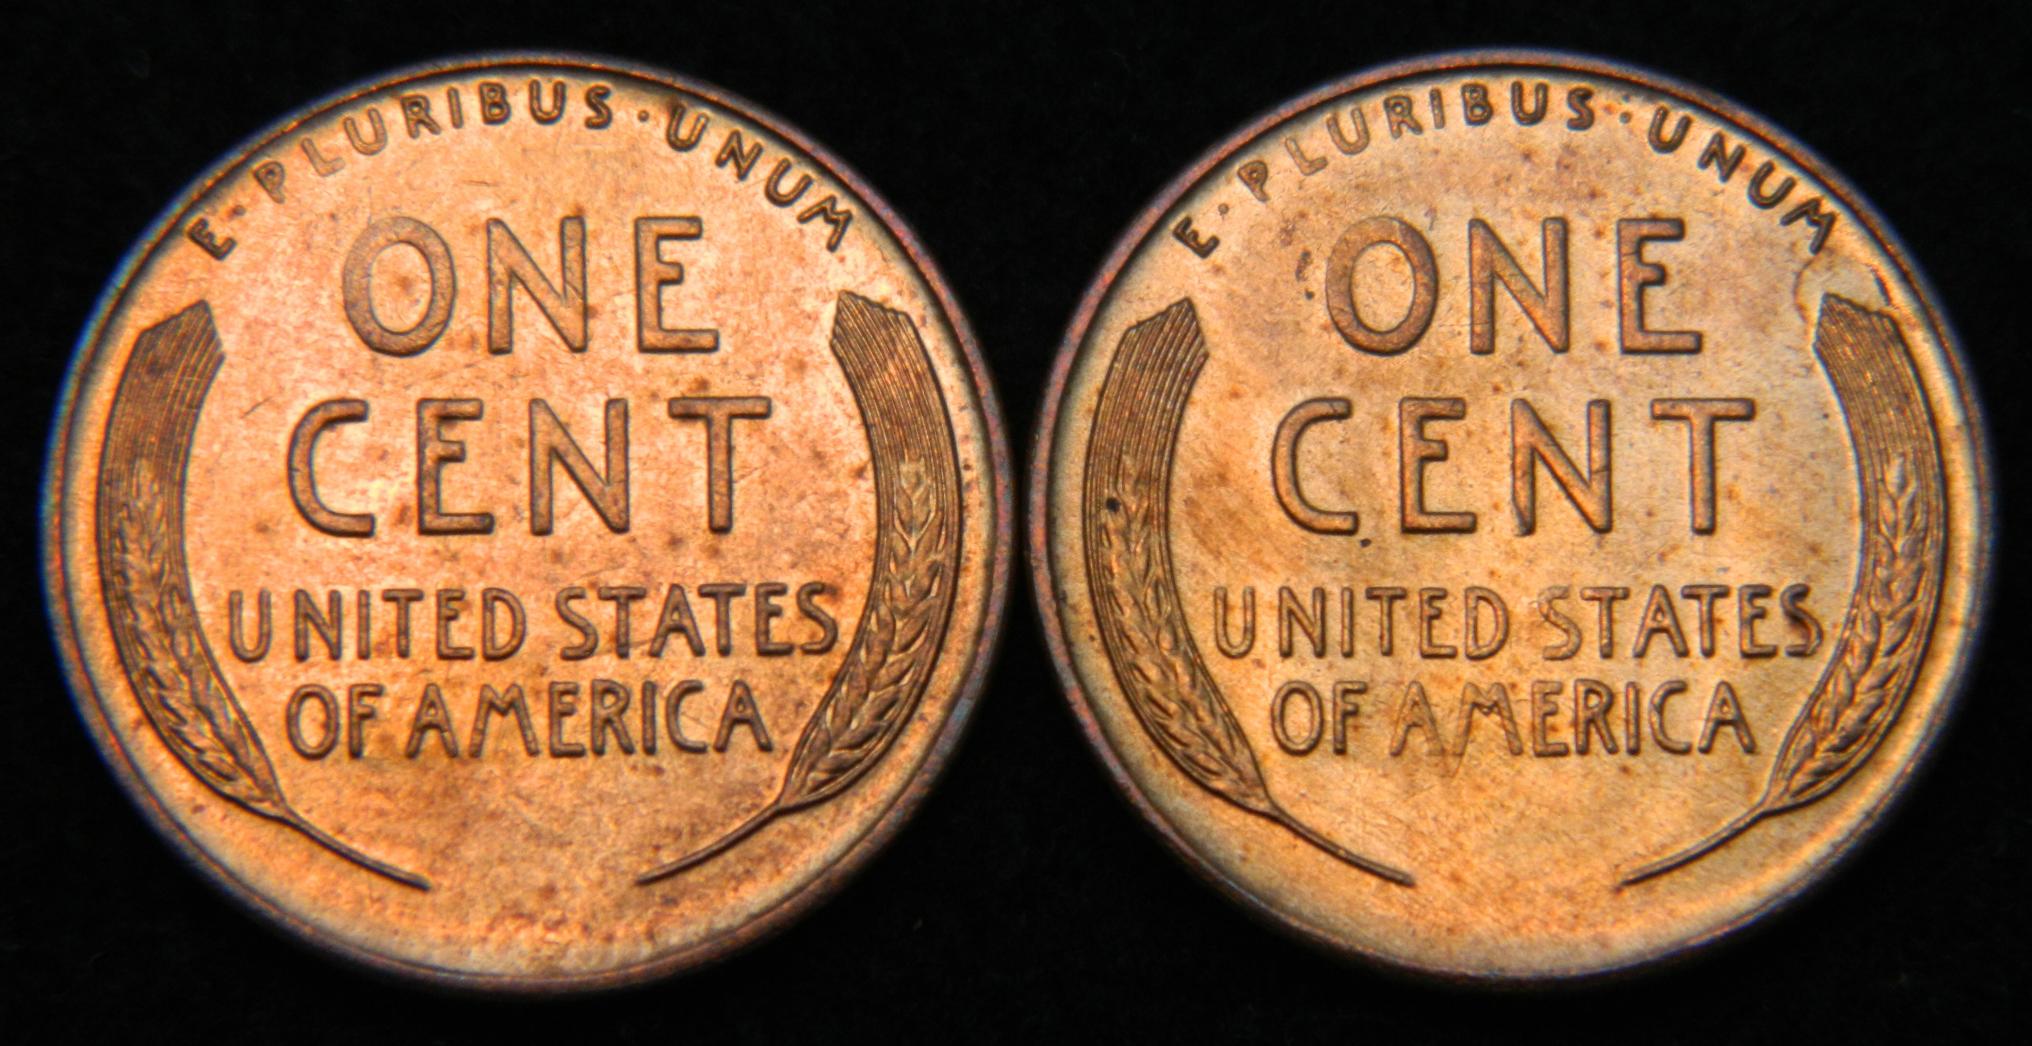 E · PLURIBUS · UNUM
ONE
CENT
UNITED STATES
OF AMERICA
E · PLURIBUS · UNUM
ONE
CENT
UNITED STATES
OF AMERICA